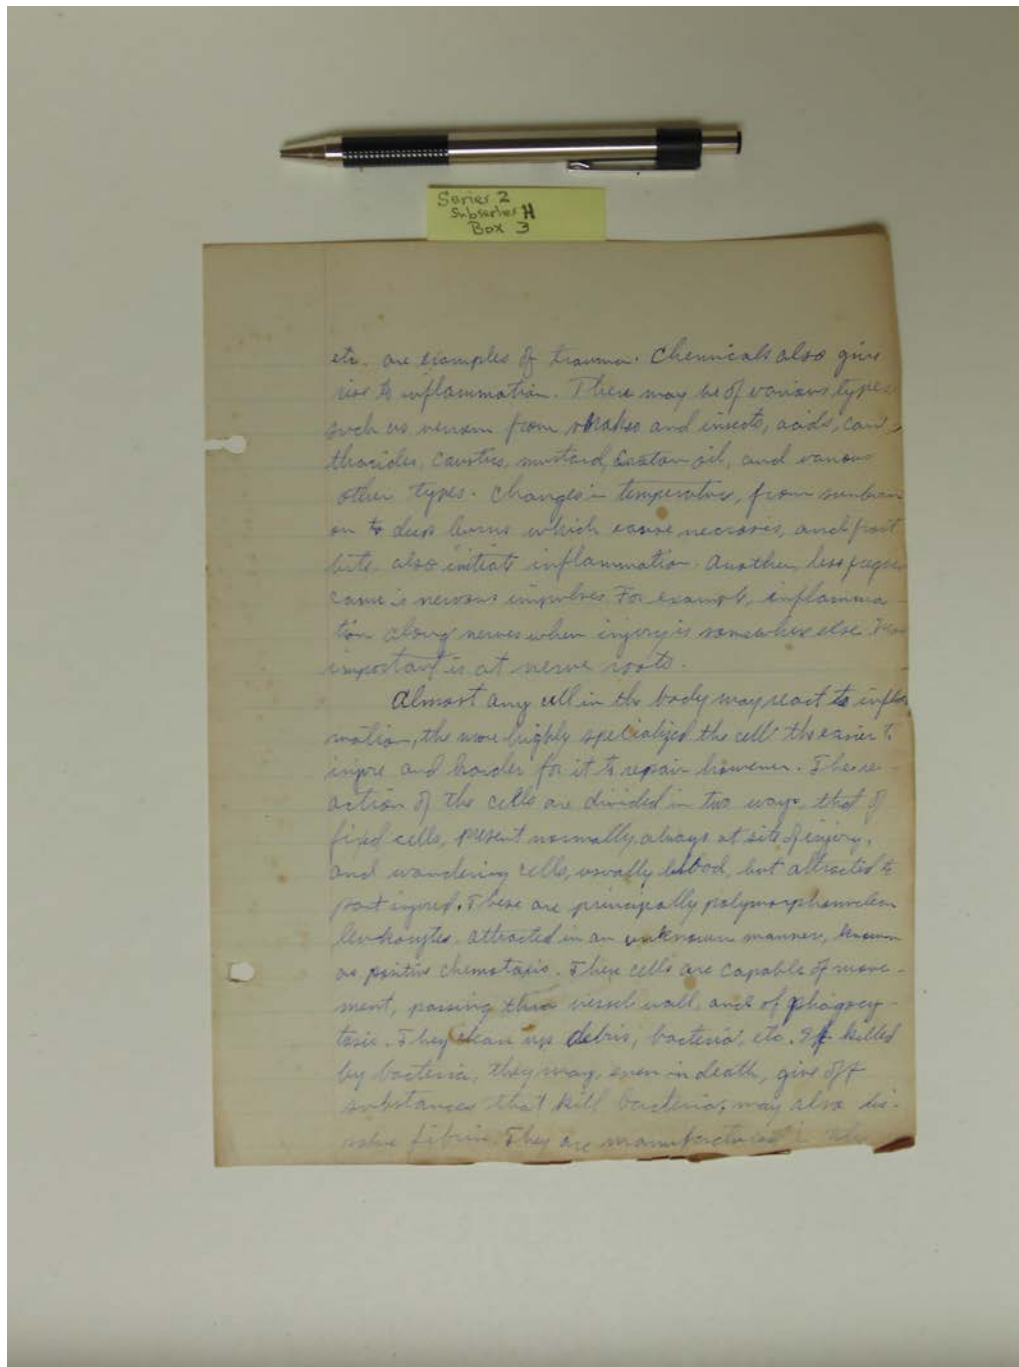 Series 2
Subseries H
Box 3
etc. are examples of trauma. Chemicals also give
rise to inflammation. These may be of various types
such as venom from snakes and insects, acids, can
tharides, caustics, mustard, croton oil, and various
other types. Changes in temperature, from sunburn
on to deep burns which cause necrosis, and frost
bite, also initiate inflammation. Another, less
cause is nervous impulses. For example, inflamma-
tion along nerves when injury is somewhere else.
important is at nerve roots.
Almost any cell in the body may react to
mation, the more highly specialized the cell the easier to
injure and harder for it to repair however. The re-
action of the cells are divided in two ways, that of
fixed cells, present normally always at site of injury,
and wandering cells, usually blood, but attracted to
part injured. These are principally
leukocytes attracted in an unknown manner, known
as positive chemotaxis. These cells are capable of move-
ment, passing thru vessel wall, and of phagocy-
tosis. They clean up debris, bacteria, etc. If killed
by bacteria, they may, even in death, give off
substances that kill bacteria, may also dis-
solve fibrin. They are manufactured